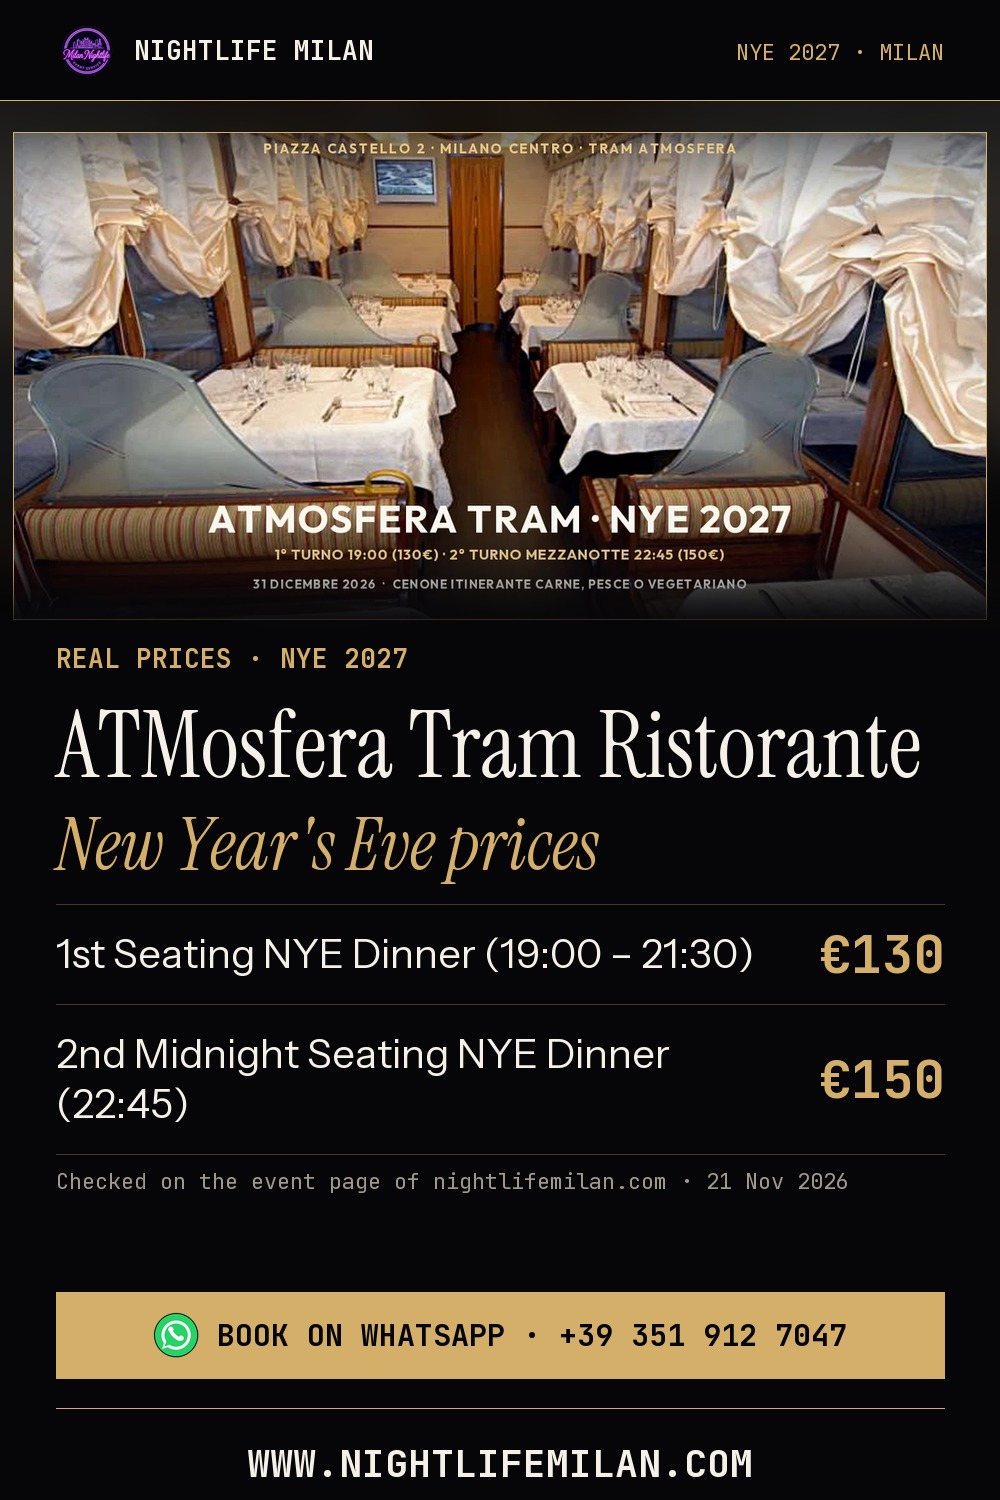 Milan Nightlife
NIGHTLIFE MILAN
NYE 2027 · MILAN
PIAZZA CASTELLO 2 · MILANO CENTRO · TRAM ATMOSFERA
ATMOSFERA TRAM · NYE 2027
1° TURNO 19:00 (130€) · 2° TURNO MEZZANOTTE 22:45 (150€)
31 DICEMBRE 2026 · CENONE ITINERANTE CARNE, PESCE O VEGETARIANO
REAL PRICES · NYE 2027
ATMosfera Tram Ristorante
New Year's Eve prices
1st Seating NYE Dinner (19:00 – 21:30) €130
2nd Midnight Seating NYE Dinner
(22:45) €150
Checked on the event page of nightlifemilan.com · 21 Nov 2026
BOOK ON WHATSAPP · +39 351 912 7047
WWW.NIGHTLIFEMILAN.COM